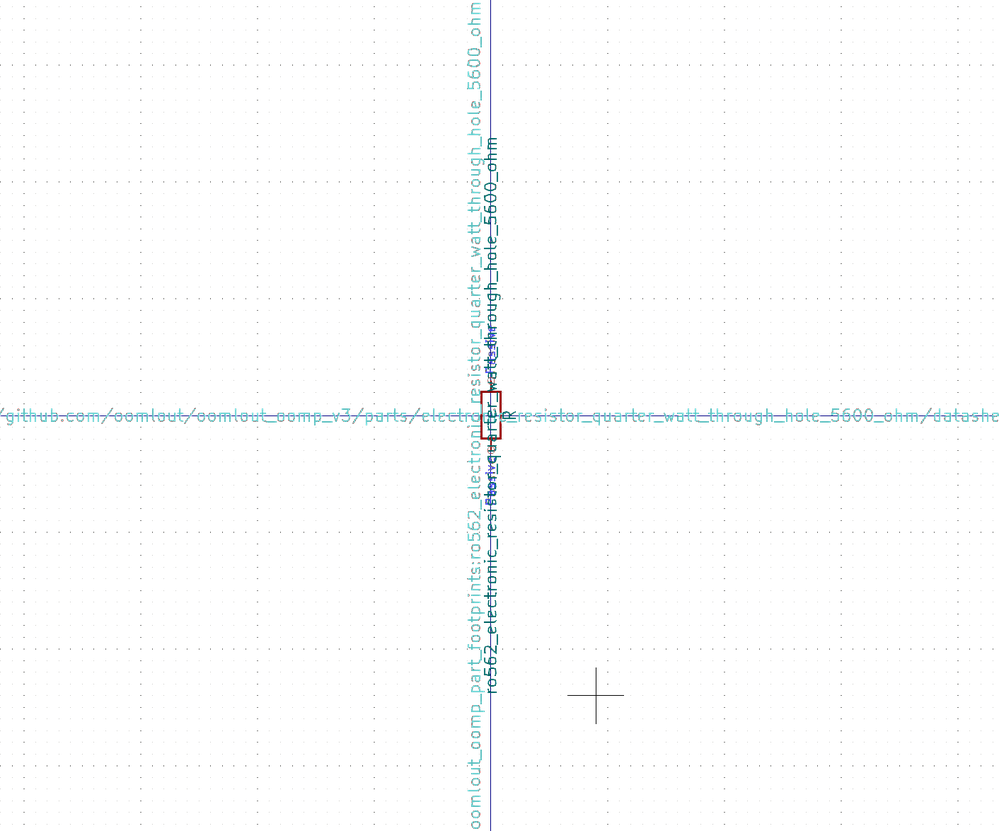 oomlout_oomp_part_footprints:ro562_electronic_resistor_quarter_watt_through_hole_5600_ohm
ro562_electronic_resistor_quarter_watt_through_hole_5600_ohm
/github.com/oomlout/oomlout_oomp_v3/parts/electronic_resistor_quarter_watt_through_hole_5600_ohm/datashe
R